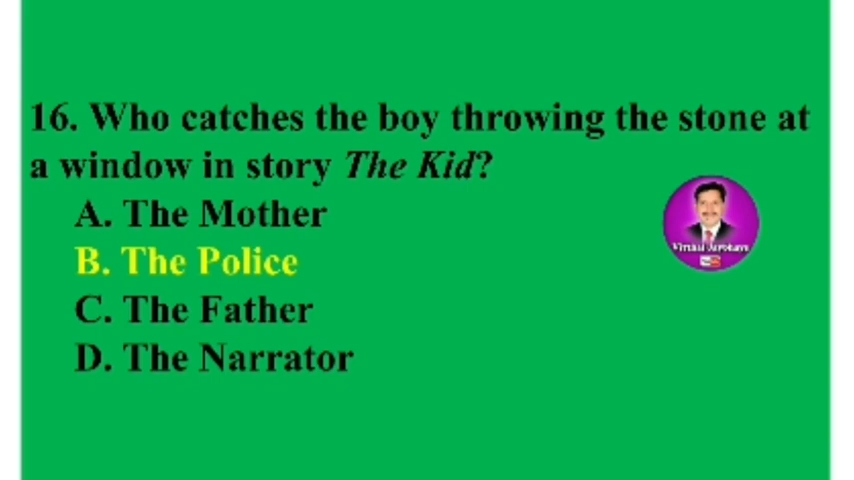 16. Who catches the boy throwing the stone at
a window in story The Kid?
A. The Mother
B. The Police
C. The Father
D. The Narrator